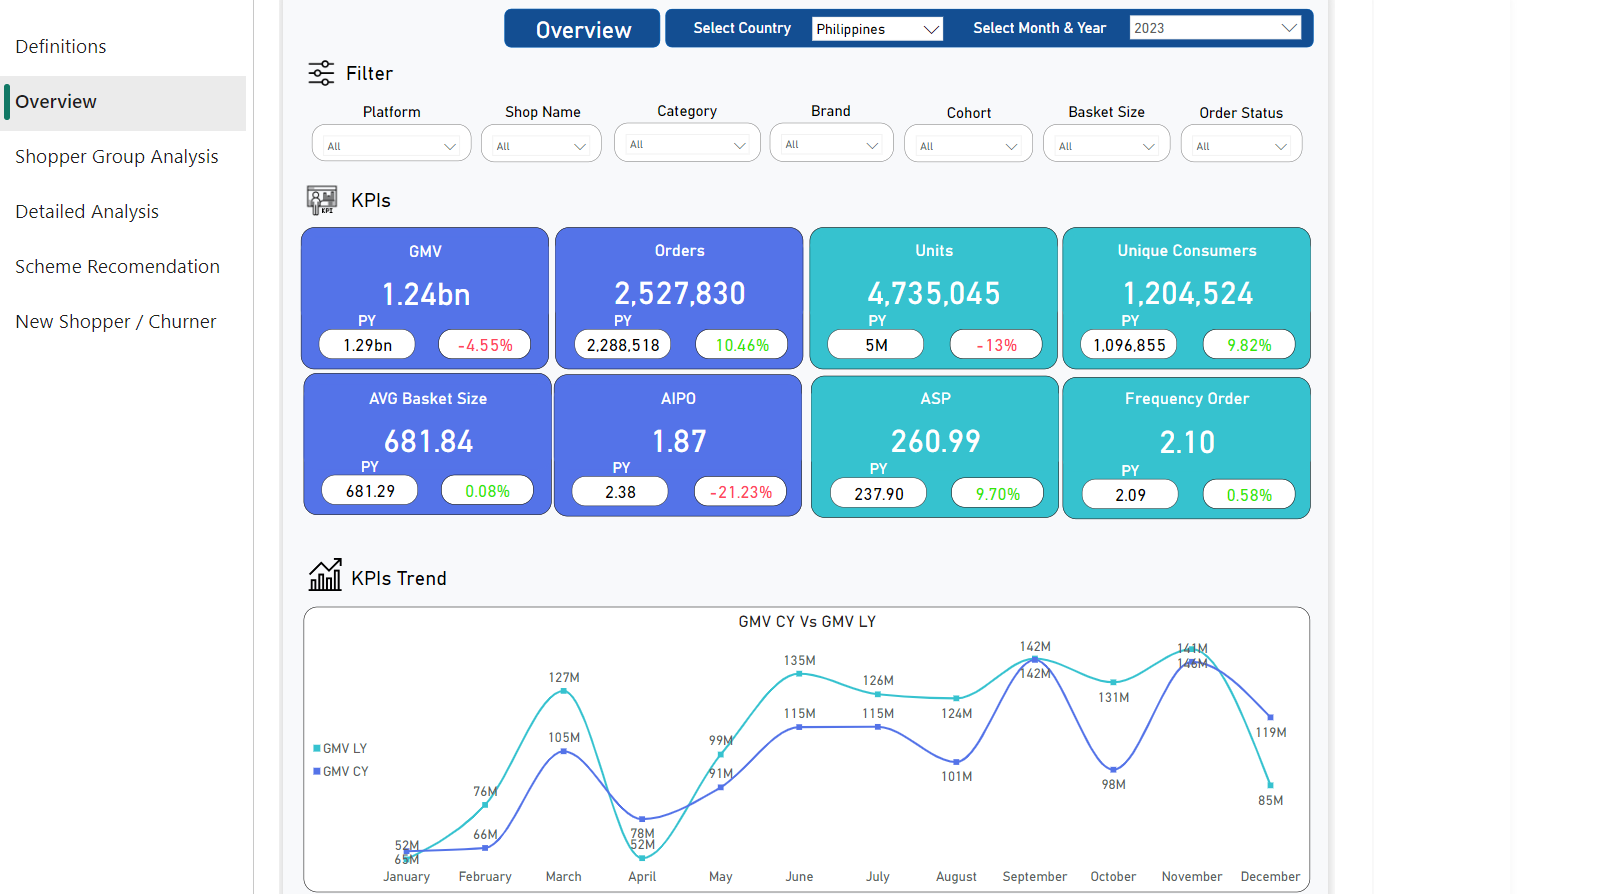 Definitions
Overview
Shopper Group Analysis
Detailed Analysis
Scheme Recomendation
New Shopper / Churner
Overview
Select Country
Philippines
Select Month & Year
2023
Filter
Platform Shop Name Category Brand Cohort Basket Size Order Status
All All All All All All All
KPIs
KPI
GMV
1.24bn
PY
1.29bn -4.55%
Orders
2,527,830
PY
2,288,518 10.46%
Units
4,735,045
PY
5M -13%
Unique Consumers
1,204,524
PY
1,096,855 9.82%
AVG Basket Size
681.84
PY
681.29 0.08%
AIPO
1.87
PY
2.38 -21.23%
ASP
260.99
PY
237.90 9.70%
Frequency Order
2.10
PY
2.09 0.58%
KPIs Trend
GMV CY Vs GMV LY
GMV LY
GMV CY
52M 76M 127M 52M 99M 135M 126M 124M 142M 131M 141M 85M
66M 105M 78M 91M 115M 115M 101M 142M 98M 119M
January February March April May June July August September October November December